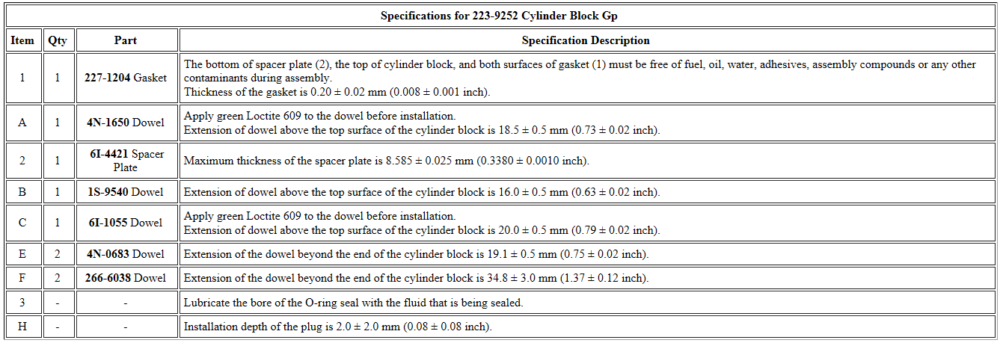 Specifications for 223-9252 Cylinder Block Gp
Item Qty Part Specification Description
1 1 227-1204 Gasket The bottom of spacer plate (2), the top of cylinder block, and both surfaces of gasket (1) must be free of fuel, oil, water, adhesives, assembly compounds or any other
contaminants during assembly.
Thickness of the gasket is 0.20 ± 0.02 mm (0.008 ± 0.001 inch).
A 1 4N-1650 Dowel Apply green Loctite 609 to the dowel before installation.
Extension of dowel above the top surface of the cylinder block is 18.5 ± 0.5 mm (0.73 ± 0.02 inch).
2 1 6I-4421 Spacer
Plate Maximum thickness of the spacer plate is 8.585 ± 0.025 mm (0.3380 ± 0.0010 inch).
B 1 1S-9540 Dowel Extension of dowel above the top surface of the cylinder block is 16.0 ± 0.5 mm (0.63 ± 0.02 inch).
C 1 6I-1055 Dowel Apply green Loctite 609 to the dowel before installation.
Extension of dowel above the top surface of the cylinder block is 20.0 ± 0.5 mm (0.79 ± 0.02 inch).
E 2 4N-0683 Dowel Extension of the dowel beyond the end of the cylinder block is 19.1 ± 0.5 mm (0.75 ± 0.02 inch).
F 2 266-6038 Dowel Extension of the dowel beyond the end of the cylinder block is 34.8 ± 3.0 mm (1.37 ± 0.12 inch).
3 - - Lubricate the bore of the O-ring seal with the fluid that is being sealed.
H - - Installation depth of the plug is 2.0 ± 2.0 mm (0.08 ± 0.08 inch).